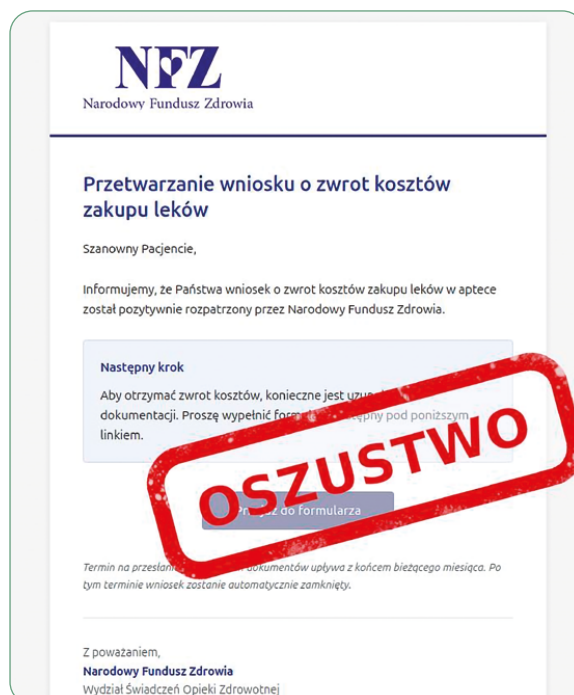 NFZ
Narodowy Fundusz Zdrowia
Przetwarzanie wniosku o zwrot kosztów
zakupu leków
Szanowny Pacjencie,
Informujemy, że Państwa wniosek o zwrot kosztów zakupu leków w aptece
został pozytywnie rozpatrzony przez Narodowy Fundusz Zdrowia.
Następny krok
Aby otrzymać zwrot kosztów, konieczne jest
dokumentacji. Proszę wypełnić pod poniższym
linkiem.
OSZUSTWO
do formularza
Termin na dokumentów upływa z końcem bieżącego miesiąca. Po
tym terminie wniosek zostanie automatycznie zamknięty.
Z poważaniem,
Narodowy Fundusz Zdrowia
Wydział Świadczeń Opieki Zdrowotnej